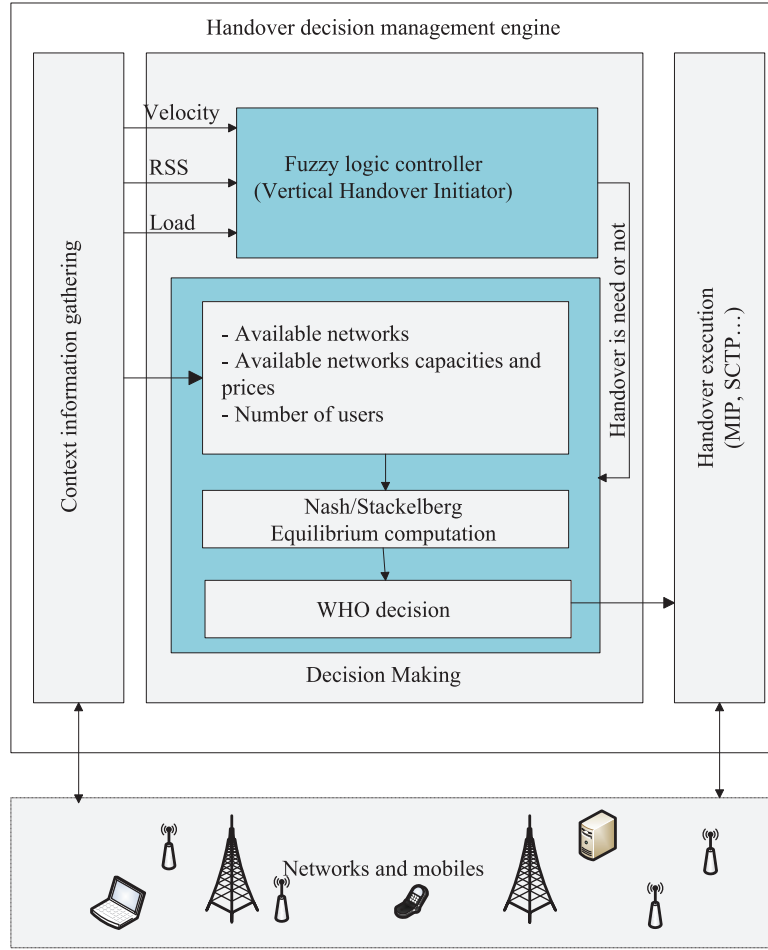 Handover decision management engine
Context information gathering
Velocity
RSS
Load
Fuzzy logic controller
(Vertical Handover Initiator)
Handover is need or not
- Available networks
- Available networks capacities and
prices
- Number of users
Nash/Stackelberg
Equilibrium computation
WHO decision
Decision Making
Handover execution
(MIP, SCTP…)
Networks and mobiles